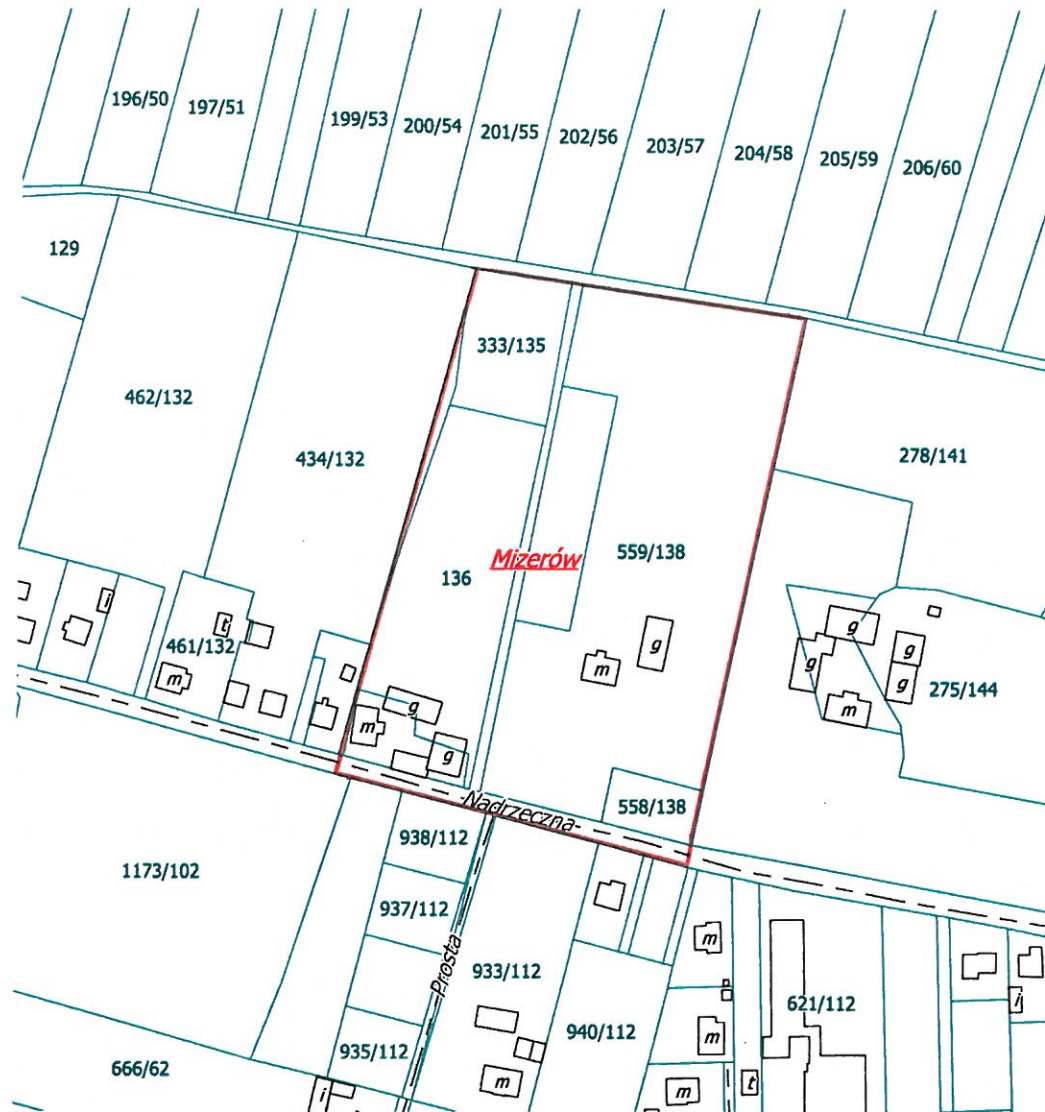 196/50
197/51
199/53
200/54
201/55
202/56
203/57
204/58
205/59
206/60
129
333/135
462/132
434/132
278/141
Mizerów
559/138
136
i
t
461/132
m
g
m
g
g
m
g
g
g
m
g
275/144
-Nadrzeczna-
558/138
938/112
1173/102
937/112
Prosta
933/112
m
940/112
621/112
i
935/112
m
666/62
i
m
m
t